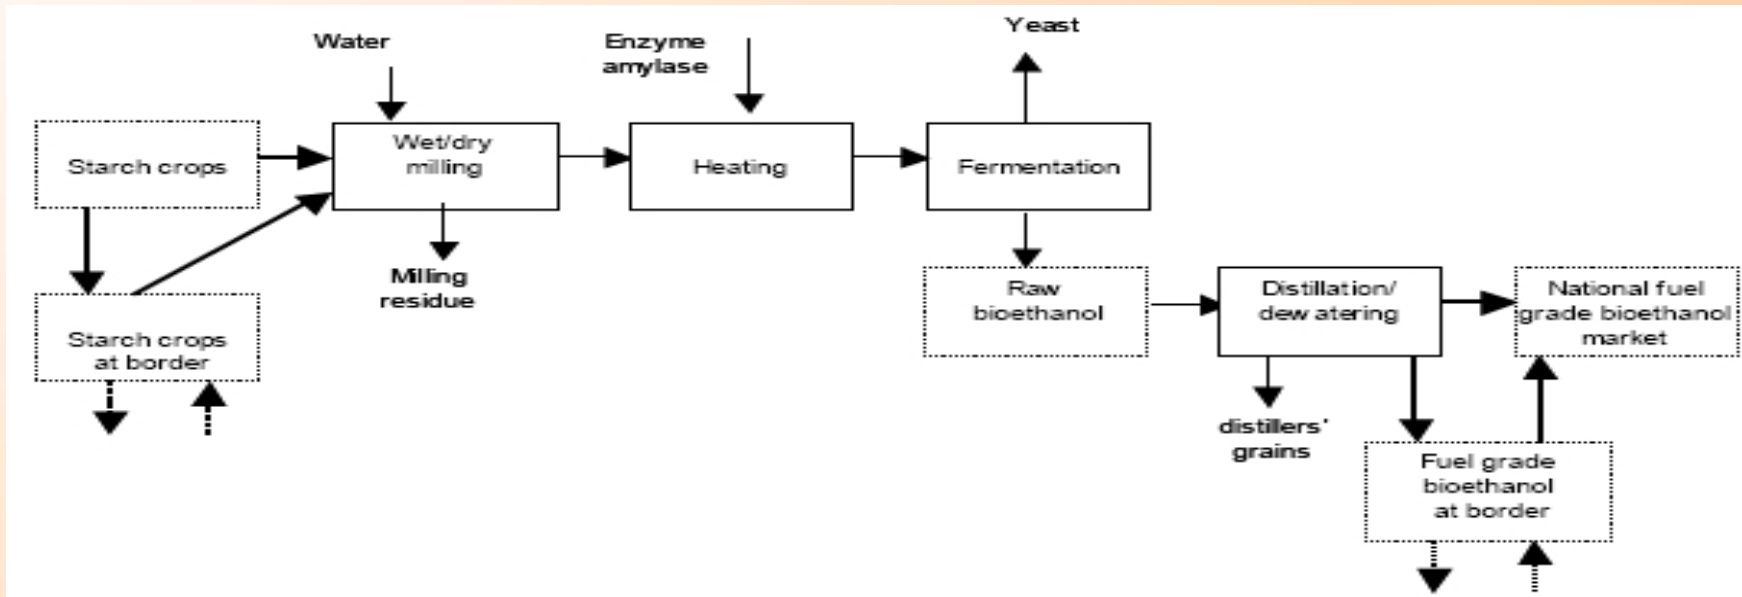 Water
Enzyme
amylase
Yeast
Starch crops
Wet/dry
milling
Heating
Fermentation
Milling
residue
Starch crops
at border
Raw
bioethanol
Distillation/
dew atering
National fuel
grade bioethanol
market
distillers'
grains
Fuel grade
bioethanol
at border